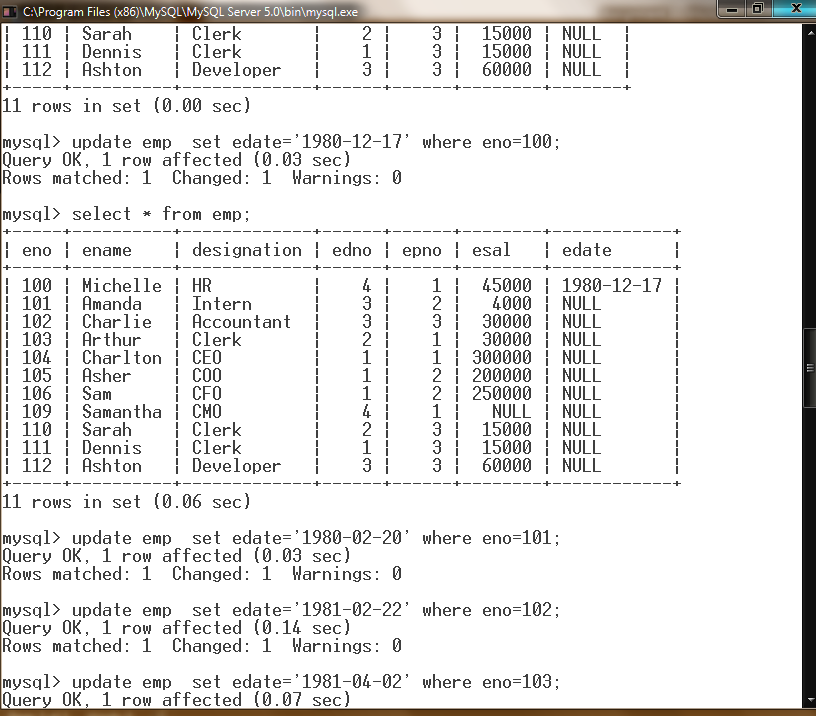 C:\Program Files (x86)\MySQL\MySQL Server 5.0\bin\mysql.exe
| 110 | Sarah    | Clerk       |    2 |    3 |  15000 | NULL  |
| 111 | Dennis   | Clerk       |    1 |    3 |  15000 | NULL  |
| 112 | Ashton   | Developer   |    3 |    3 |  60000 | NULL  |
+-----+----------+-------------+------+------+--------+-------+
11 rows in set (0.00 sec)
mysql> update emp  set edate='1980-12-17' where eno=100;
Query OK, 1 row affected (0.03 sec)
Rows matched: 1  Changed: 1  Warnings: 0
mysql> select * from emp;
+-----+----------+-------------+------+------+--------+------------+
| eno | ename    | designation | edno | epno | esal   | edate      |
+-----+----------+-------------+------+------+--------+------------+
| 100 | Michelle | HR          |    4 |    1 |  45000 | 1980-12-17 |
| 101 | Amanda   | Intern      |    3 |    2 |   4000 | NULL       |
| 102 | Charlie  | Accountant  |    3 |    3 |  30000 | NULL       |
| 103 | Arthur   | Clerk       |    2 |    1 |  30000 | NULL       |
| 104 | Charlton | CEO         |    1 |    1 | 300000 | NULL       |
| 105 | Asher    | COO         |    1 |    2 | 200000 | NULL       |
| 106 | Sam      | CFO         |    1 |    2 | 250000 | NULL       |
| 109 | Samantha | CMO         |    4 |    1 |   NULL | NULL       |
| 110 | Sarah    | Clerk       |    2 |    3 |  15000 | NULL       |
| 111 | Dennis   | Clerk       |    1 |    3 |  15000 | NULL       |
| 112 | Ashton   | Developer   |    3 |    3 |  60000 | NULL       |
+-----+----------+-------------+------+------+--------+------------+
11 rows in set (0.06 sec)
mysql> update emp  set edate='1980-02-20' where eno=101;
Query OK, 1 row affected (0.03 sec)
Rows matched: 1  Changed: 1  Warnings: 0
mysql> update emp  set edate='1981-02-22' where eno=102;
Query OK, 1 row affected (0.14 sec)
Rows matched: 1  Changed: 1  Warnings: 0
mysql> update emp  set edate='1981-04-02' where eno=103;
Query OK, 1 row affected (0.07 sec)